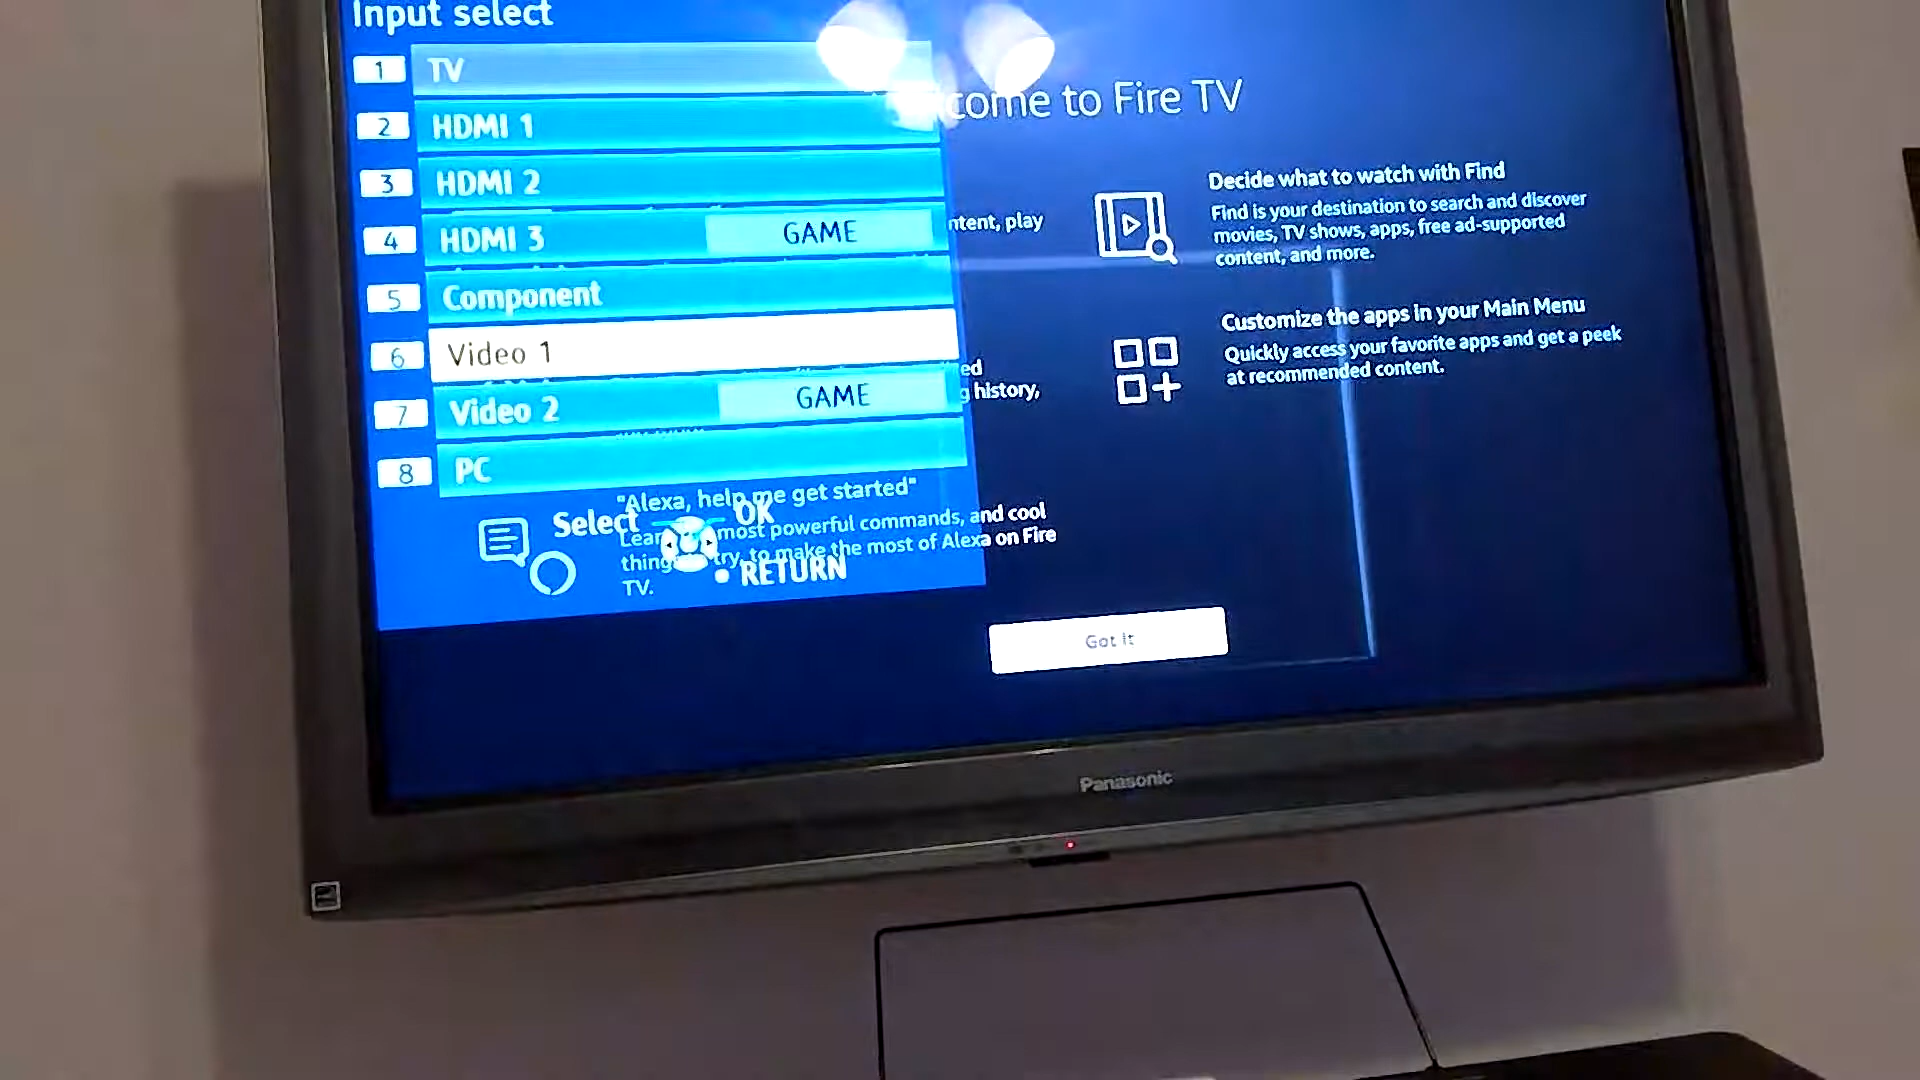 Input select
1 TV
2 HDMI 1
3 HDMI 2
4 HDMI 3 GAME
5 Component
6 Video 1
7 Video 2 GAME
8 PC
Select OK
RETURN
come to Fire TV
ntent, play
ed
history,
"Alexa, help me get started"
most powerful commands, and cool
try, to make the most of Alexa on Fire
TV.
Decide what to watch with Find
Find is your destination to search and discover
movies, TV shows, apps, free ad-supported
content, and more.
Customize the apps in your Main Menu
Quickly access your favorite apps and get a peek
at recommended content.
Got It
Panasonic